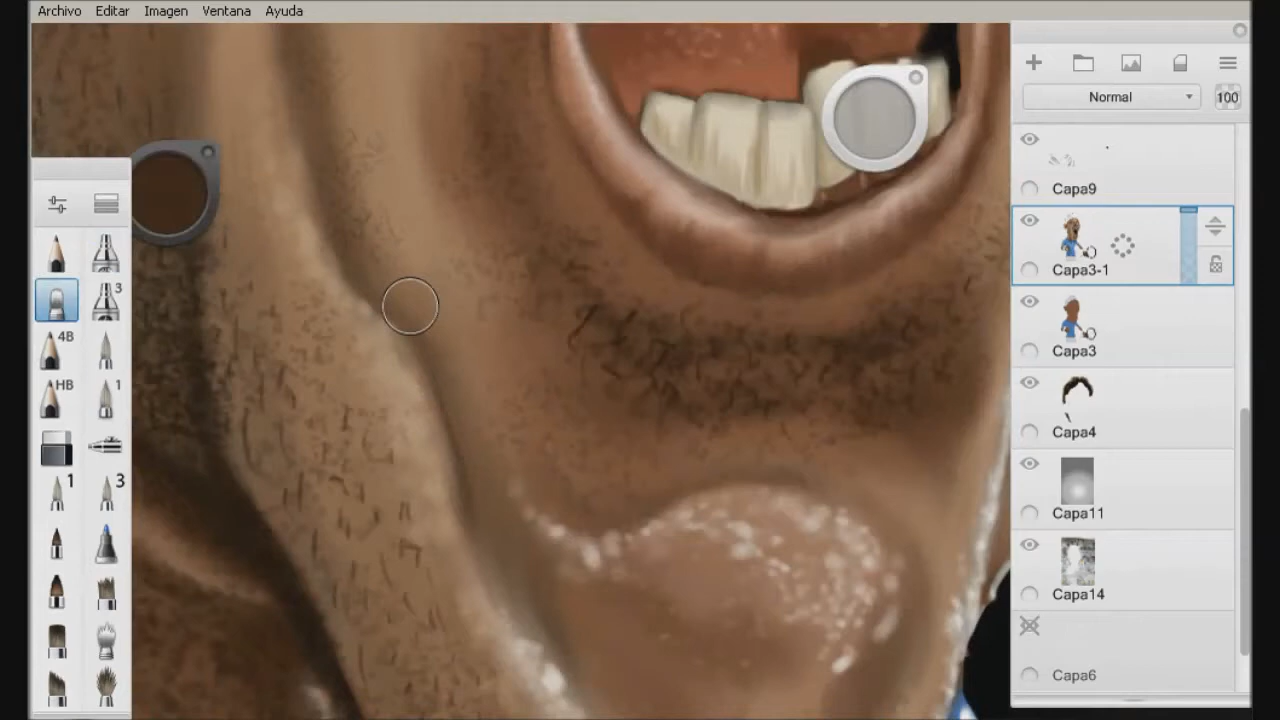 Archivo Editar Imagen Ventana Ayuda
Normal 100
Capa9
Capa3-1
Capa3
Capa4
Capa11
Capa14
Capa6
3
4B
HB 1
1 3